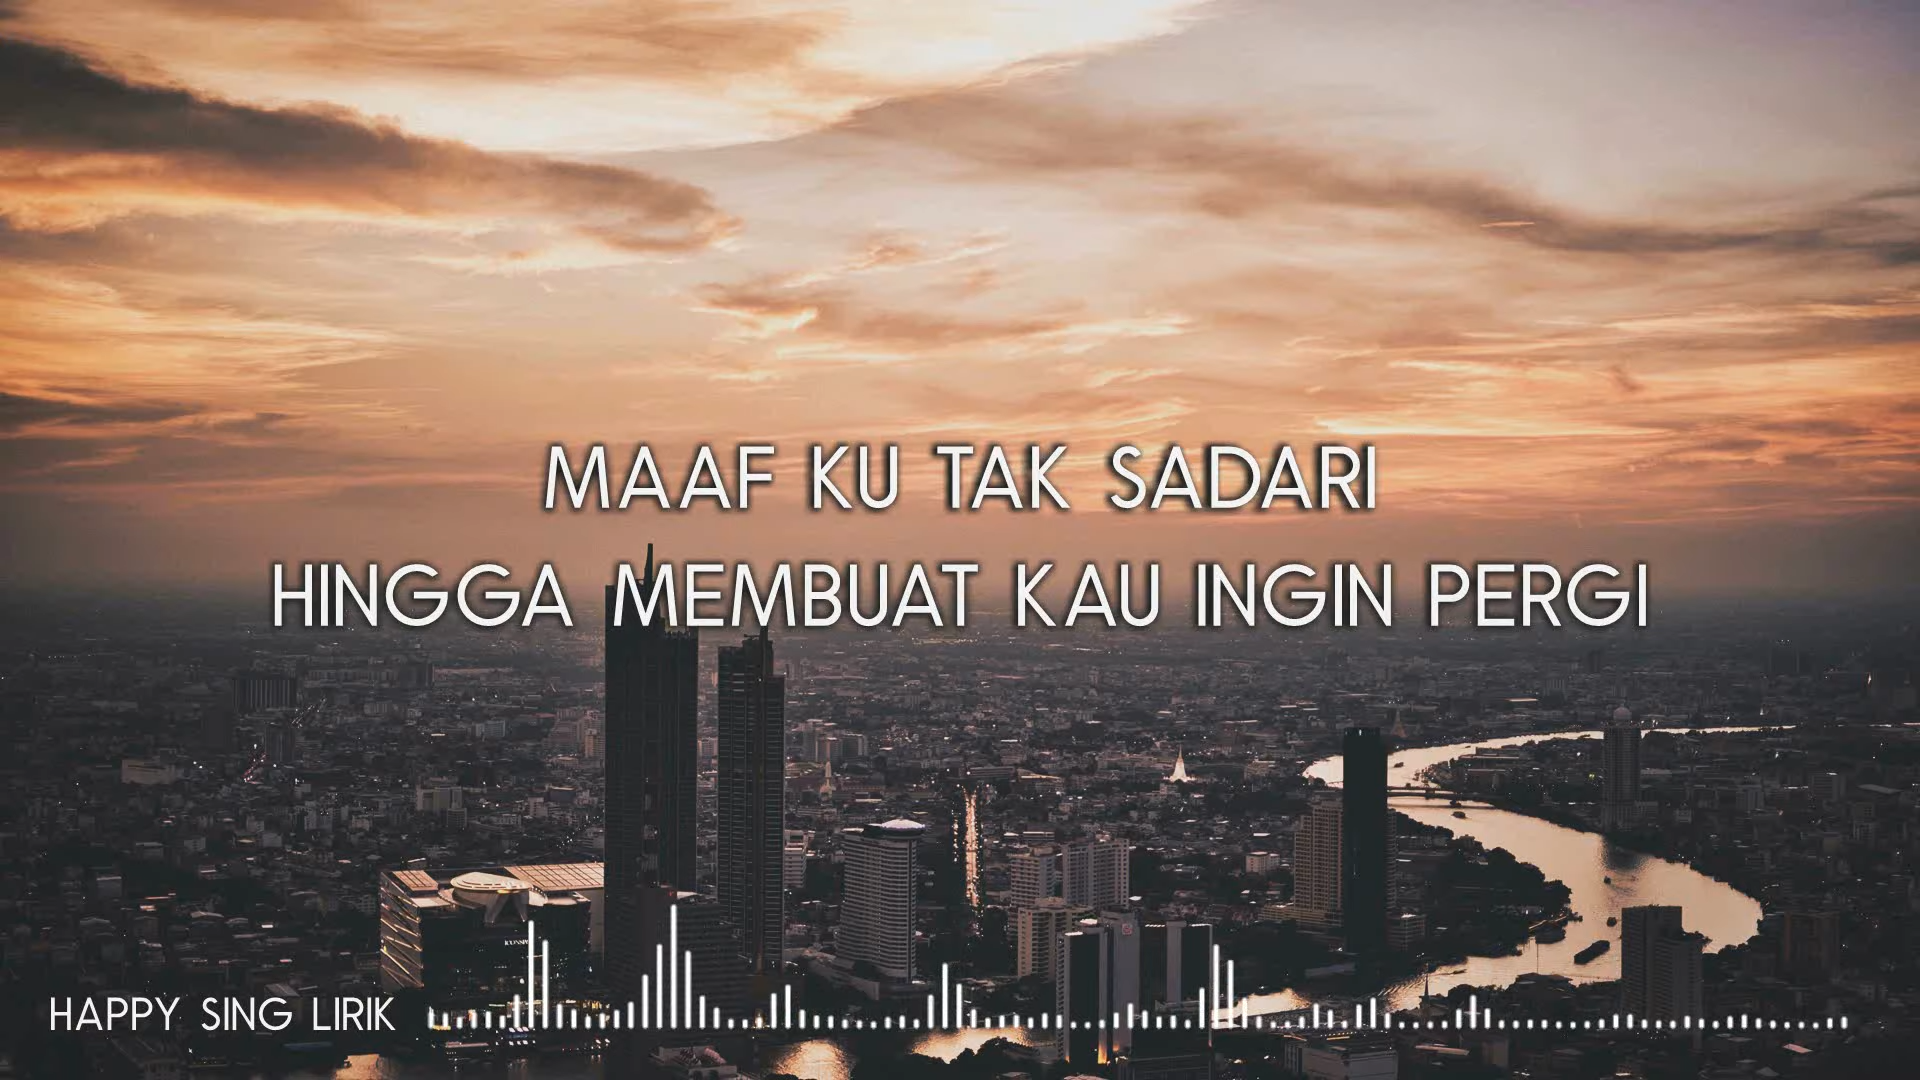 MAAF KU TAK SADARI
HINGGA MEMBUAT KAU INGIN PERGI
HAPPY SING LIRIK